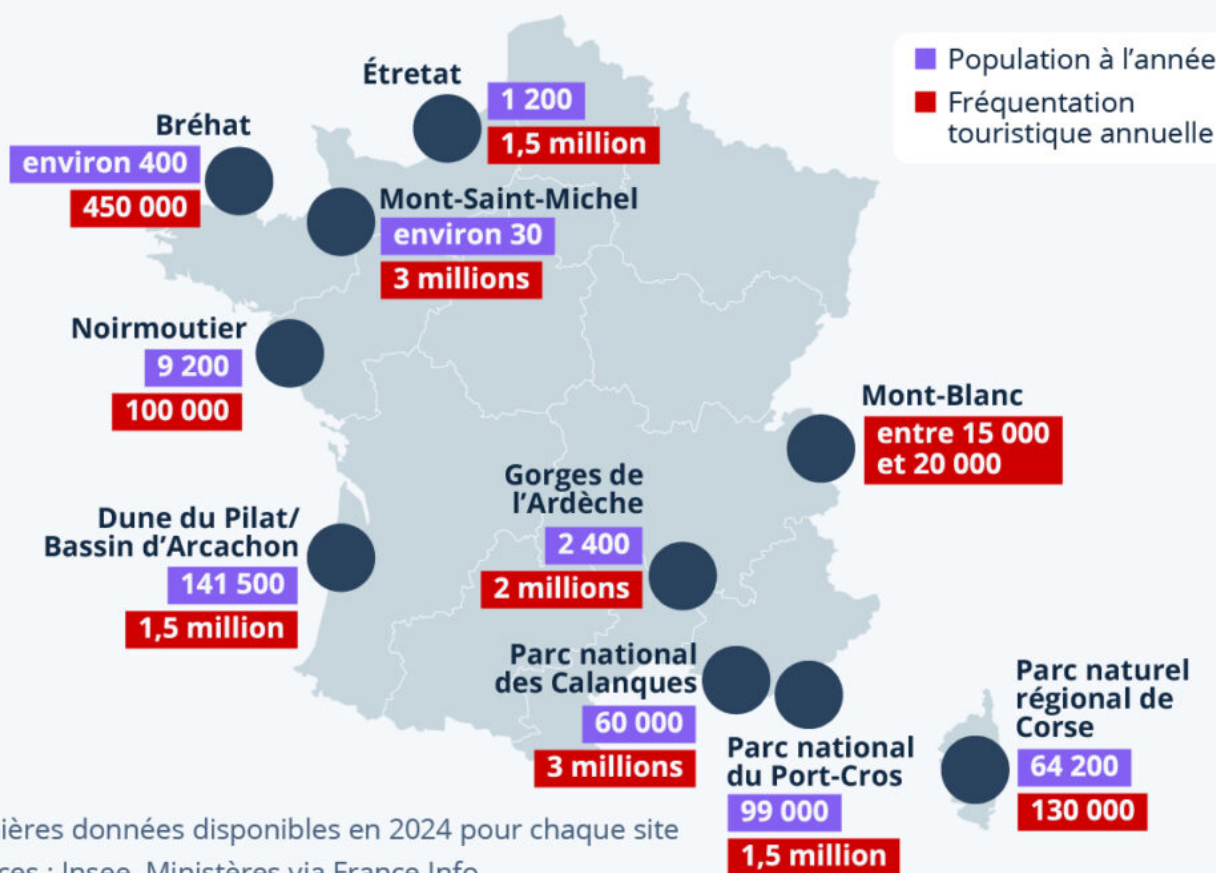 Population à l'année
Fréquentation
touristique annuelle
Étretat
1 200
1,5 million
Bréhat
environ 400
450 000
Mont-Saint-Michel
environ 30
3 millions
Noirmoutier
9 200
100 000
Mont-Blanc
entre 15 000
et 20 000
Gorges de
l'Ardèche
2 400
2 millions
Dune du Pilat/
Bassin d'Arcachon
141 500
1,5 million
Parc national
des Calanques
60 000
3 millions
Parc national
du Port-Cros
99 000
1,5 million
Parc naturel
régional de
Corse
64 200
130 000
données disponibles en 2024 pour chaque site
: Insee, Ministères via France Info